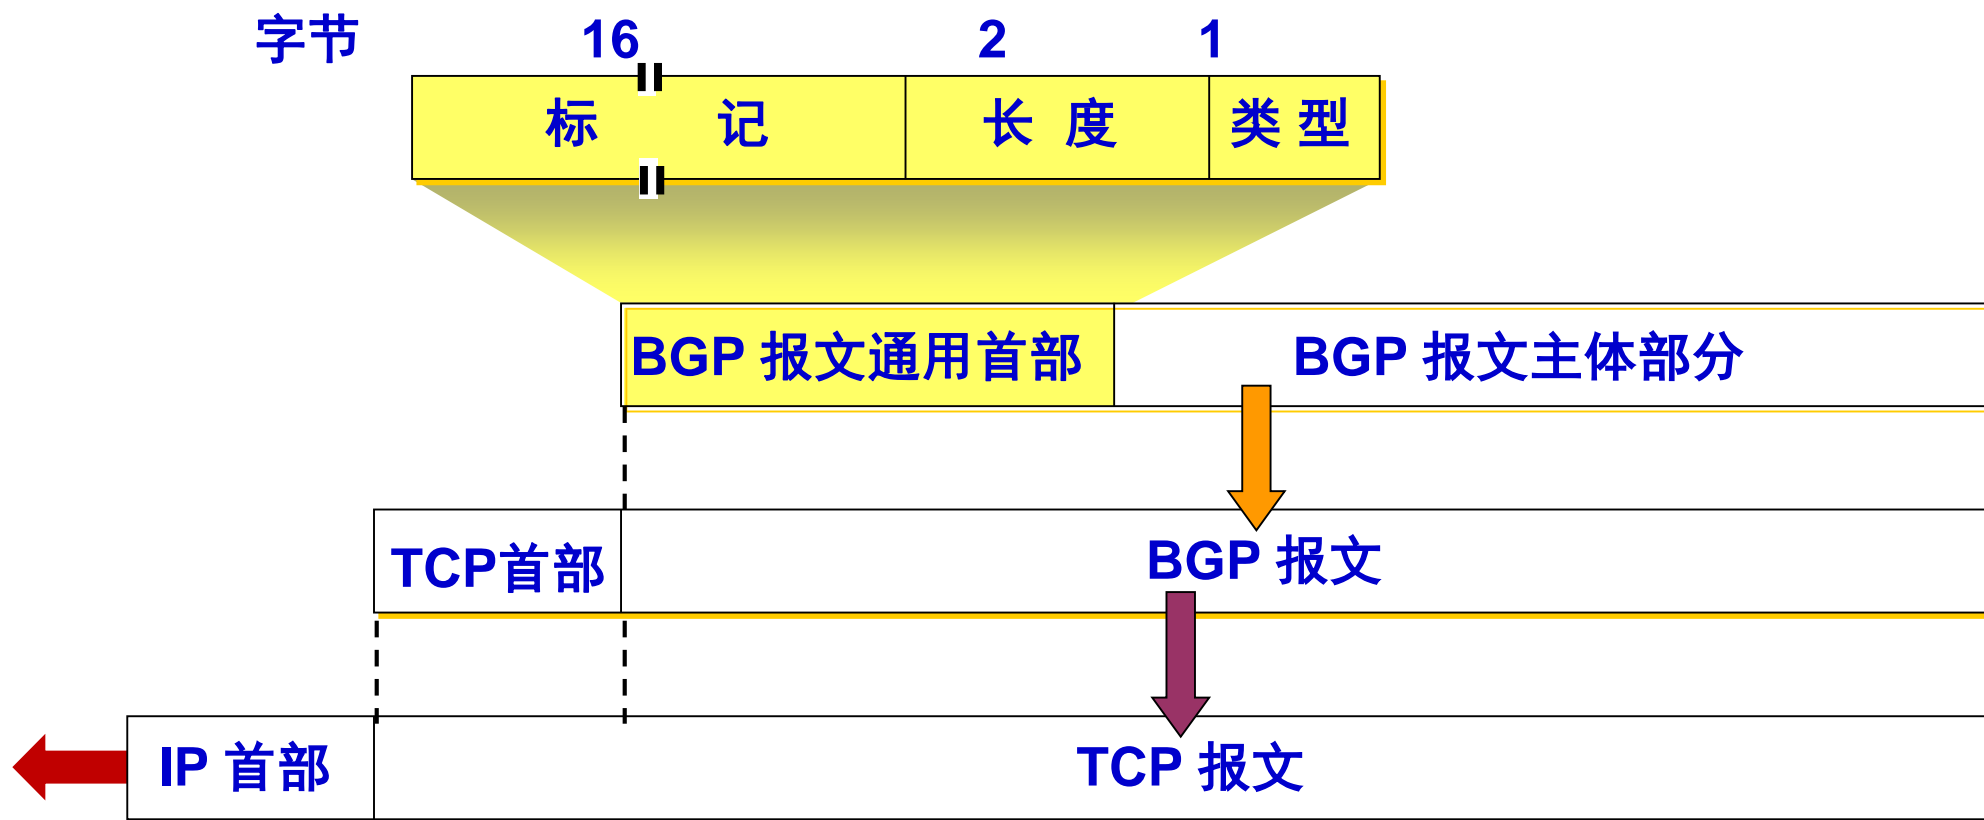 字节 16 2 1
标 记 长 度 类 型
BGP 报文通用首部 BGP 报文主体部分
TCP首部 BGP 报文
IP 首部 TCP 报文